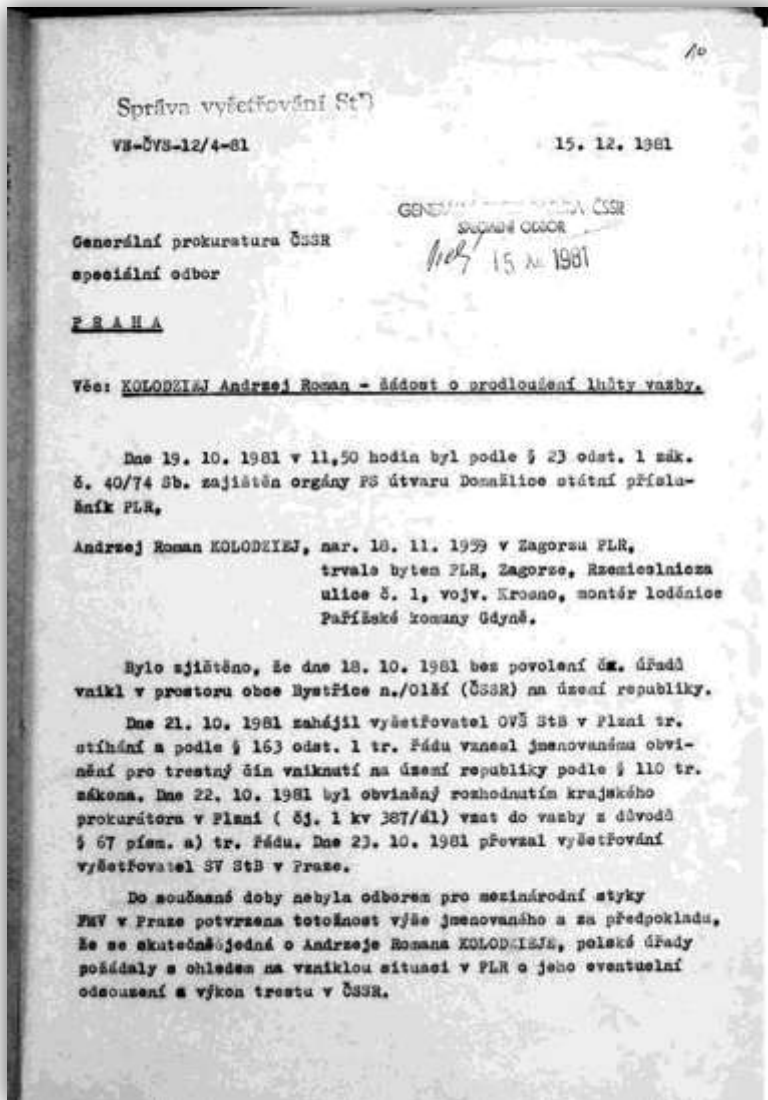 10
Správa vyšetřování StB
VS-ČVS-12/4-81
15. 12. 1981
ČSSR
SPECIÁLNÍ ODBOR
15 XII 1981
Generální prokuratura ČSSR
speciální odbor
PRAHA
Věc: KOLODZIEJ Andrzej Roman - žádost o prodloužení lhůty vazby.
Dne 19. 10. 1981 v 11,50 hodin byl podle § 23 odst. 1 zák.
č. 40/74 Sb. zajištěn orgány PS útvaru Domažlice státní přísluš-
ník PLR,
Andrzej Roman KOLODZIEJ, nar. 18. 11. 1959 v Zagorzu PLR,
trvale bytem PLR, Zagorze, Rzemieslnicza
ulice č. 1, vojv. Krosno, montér loděnice
Pařížské komuny Gdyně.
Bylo zjištěno, že dne 18. 10. 1981 bez povolení čs. úřadů
vnikl v prostoru obce Bystřice n./Olší (ČSSR) na území republiky.
Dne 21. 10. 1981 zahájil vyšetřovatel OVŠ StB v Plzni tr.
stíhání a podle § 163 odst. 1 tr. řádu vznesl jmenovanému obvi-
nění pro trestný čin vniknutí na území republiky podle § 110 tr.
zákona. Dne 22. 10. 1981 byl obviněný rozhodnutím krajského
prokurátora v Plzni ( čj. 1 kv 387/81) vzat do vazby z důvodů
§ 67 písm. a) tr. řádu. Dne 23. 10. 1981 převzal vyšetřování
vyšetřovatel SV StB v Praze.
Do současné doby nebyla odborem pro mezinárodní styky
FMV v Praze potvrzena totožnost výše jmenovaného a za předpokladu,
že se skutečně jedná o Andrzeje Romana KOLODZIEJE, polské úřady
požádaly s ohledem na vzniklou situaci v PLR o jeho eventuelní
odsouzení a výkon trestu v ČSSR.